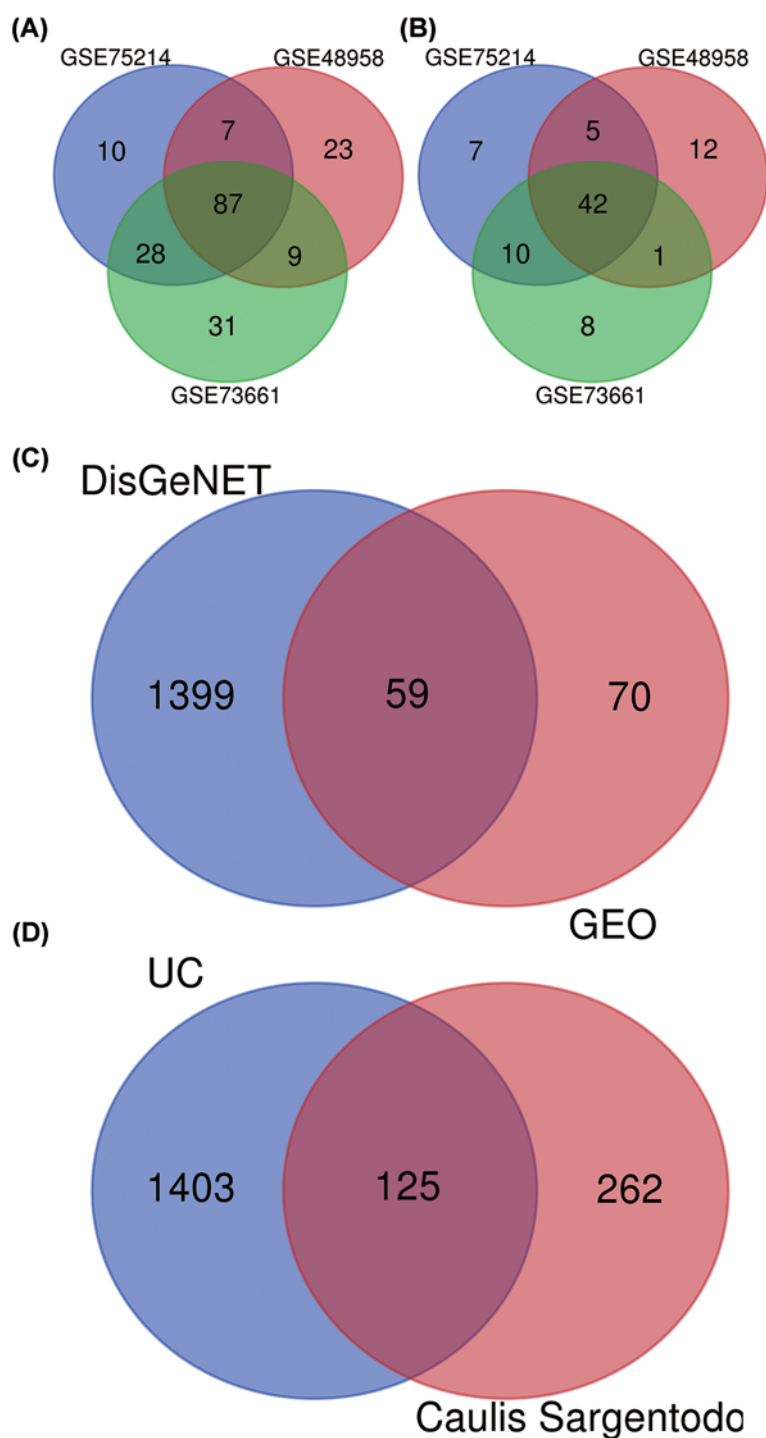 (A) (B)
GSE75214 GSE48958 GSE75214 GSE48958
10 7 23 7 5 12
87 42
28 9 10 1
31 8
GSE73661 GSE73661
(C)
DisGeNET
1399 59 70
GEO
(D)
UC
1403 125 262
Caulis Sargentodo